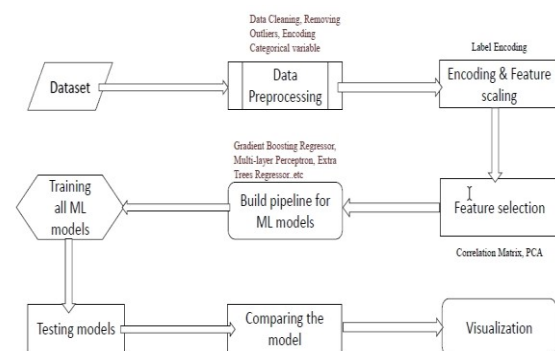 Data Cleaning, Removing
Outliers, Encoding
Categorical variable
Dataset
Data
Preprocessing
Label Encoding
Encoding & Feature
scaling
Gradient Boosting Regressor,
Multi-layer Perceptron, Extra
Trees Regressor..etc
Training
all ML
models
Build pipeline for
ML models
Feature selection
Correlation Matrix, PCA
Testing models
Comparing the
model
Visualization